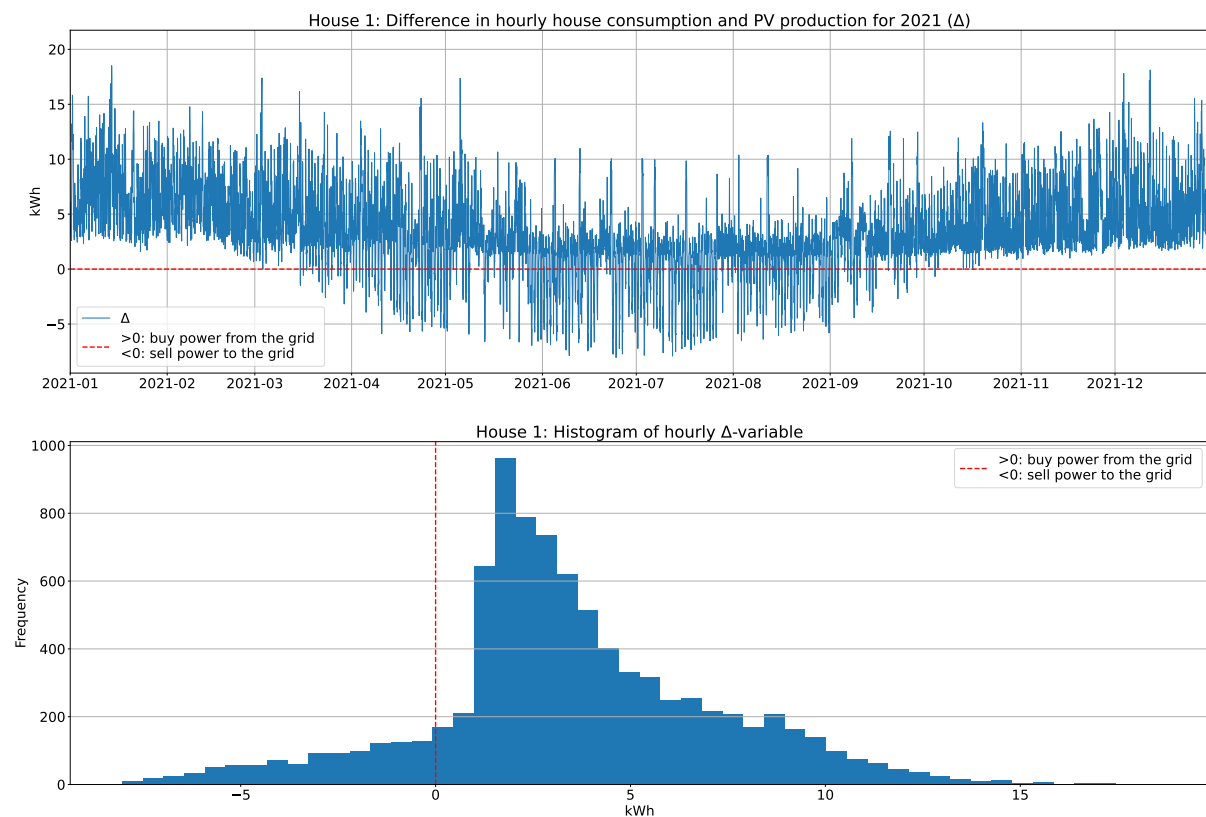 House 1: Difference in hourly house consumption and PV production for 2021 (Δ)
20
15
10
5
0
−5
kWh
Δ
>0: buy power from the grid
<0: sell power to the grid
2021-01 2021-02 2021-03 2021-04 2021-05 2021-06 2021-07 2021-08 2021-09 2021-10 2021-11 2021-12
House 1: Histogram of hourly Δ-variable
1000
800
600
400
200
0
Frequency
>0: buy power from the grid
<0: sell power to the grid
−5 0 5 10 15
kWh